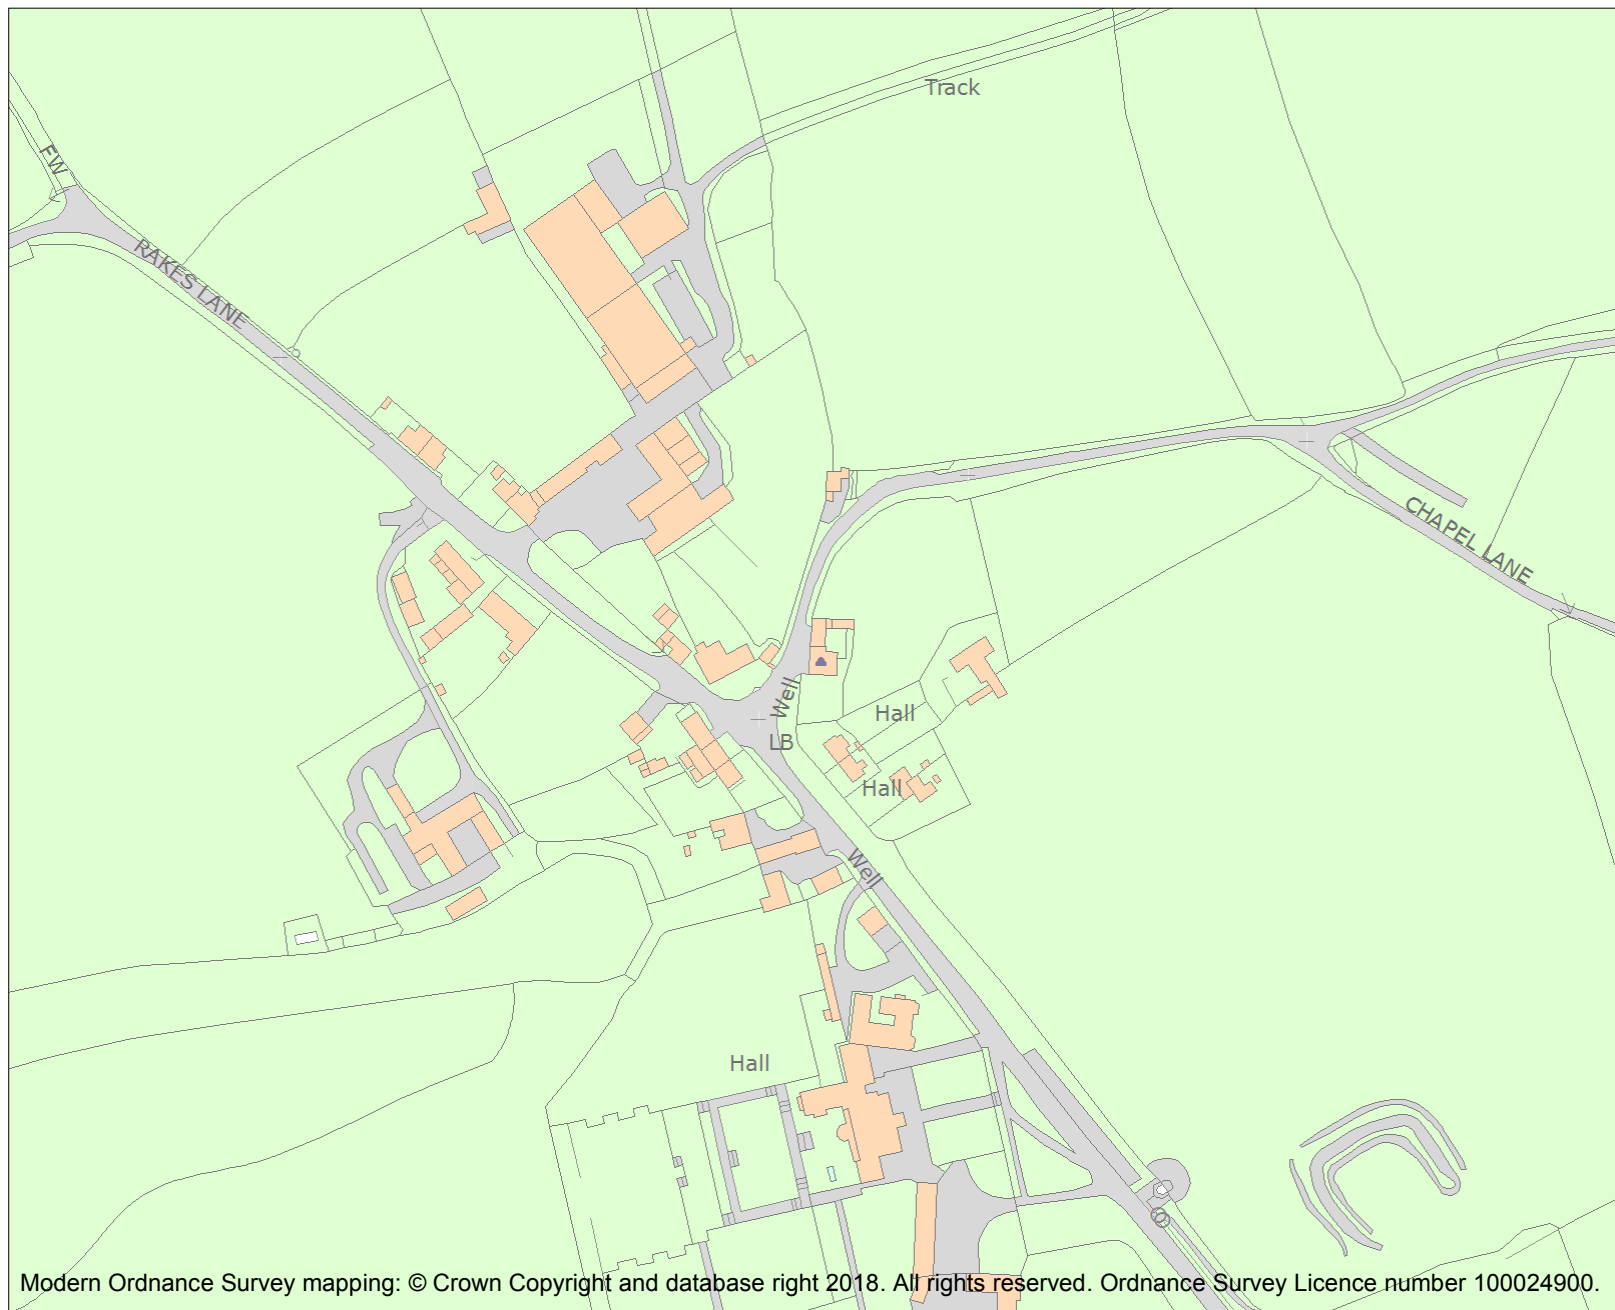 Track
FW
RAKES LANE
CHAPEL LANE
Well
Hall
LB
Hall
Well
Hall
Modern Ordnance Survey mapping: © Crown Copyright and database right 2018. All rights reserved. Ordnance Survey Licence number 100024900.